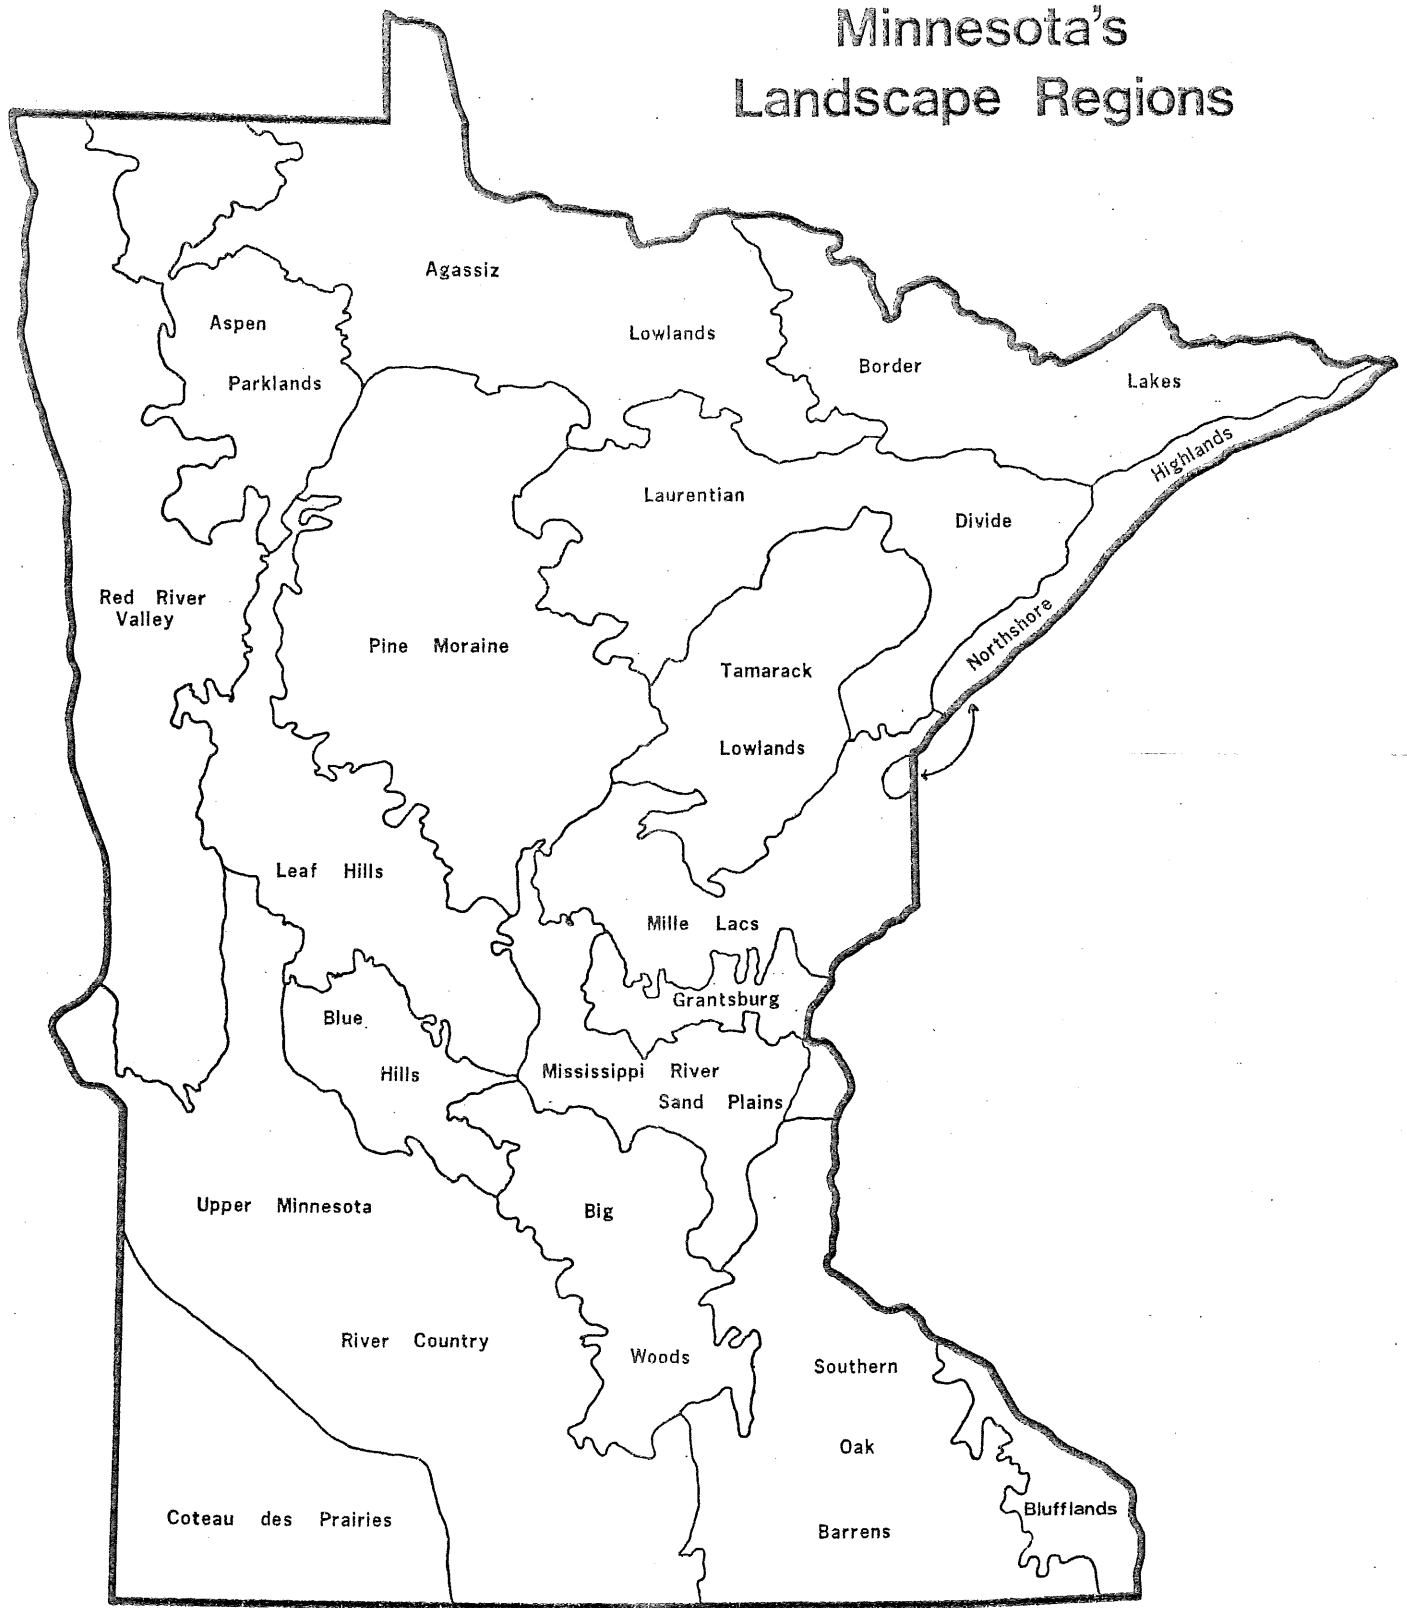 Minnesota's
Landscape Regions
Agassiz
Lowlands
Aspen
Parklands
Border
Lakes
Highlands
Northshore
Laurentian
Divide
Red River
Valley
Pine Moraine
Tamarack
Lowlands
Leaf Hills
Mille Lacs
Grantsburg
Blue
Hills
Mississippi River
Sand Plains
Upper Minnesota
River Country
Big
Woods
Southern
Oak
Barrens
Coteau des Prairies
Blufflands